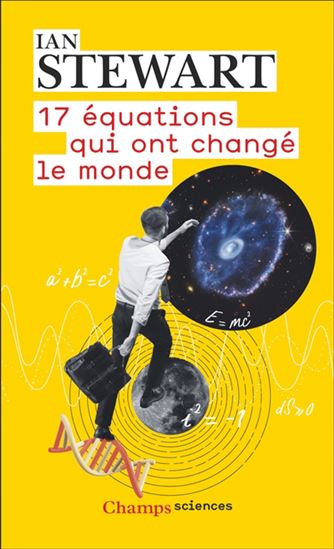 IAN
STEWART
17 équations
qui ont changé
le monde
a²+b²=c²
E=mc²
i²=-1
dS≥0
Champs sciences